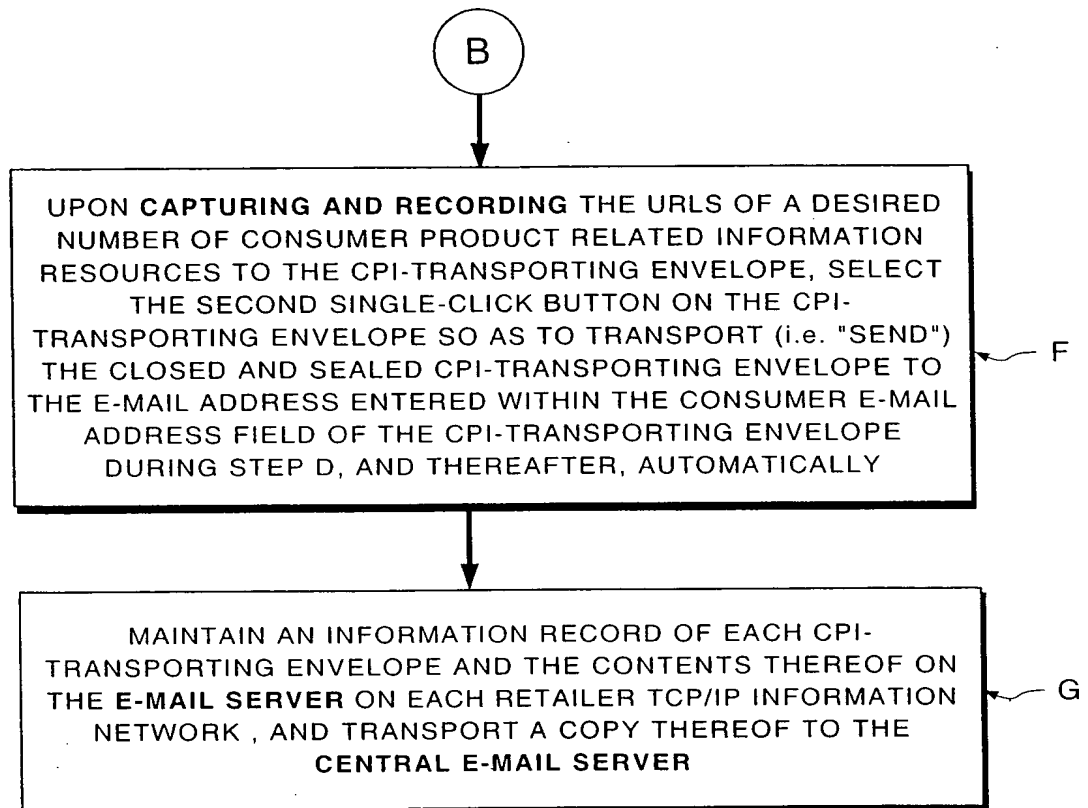 B
UPON CAPTURING AND RECORDING THE URLS OF A DESIRED
NUMBER OF CONSUMER PRODUCT RELATED INFORMATION
RESOURCES TO THE CPI-TRANSPORTING ENVELOPE, SELECT
THE SECOND SINGLE-CLICK BUTTON ON THE CPI-
TRANSPORTING ENVELOPE SO AS TO TRANSPORT (i.e. "SEND")
THE CLOSED AND SEALED CPI-TRANSPORTING ENVELOPE TO
THE E-MAIL ADDRESS ENTERED WITHIN THE CONSUMER E-MAIL
ADDRESS FIELD OF THE CPI-TRANSPORTING ENVELOPE
DURING STEP D, AND THEREAFTER, AUTOMATICALLY
F
MAINTAIN AN INFORMATION RECORD OF EACH CPI-
TRANSPORTING ENVELOPE AND THE CONTENTS THEREOF ON
THE E-MAIL SERVER ON EACH RETAILER TCP/IP INFORMATION
NETWORK , AND TRANSPORT A COPY THEREOF TO THE
CENTRAL E-MAIL SERVER
G